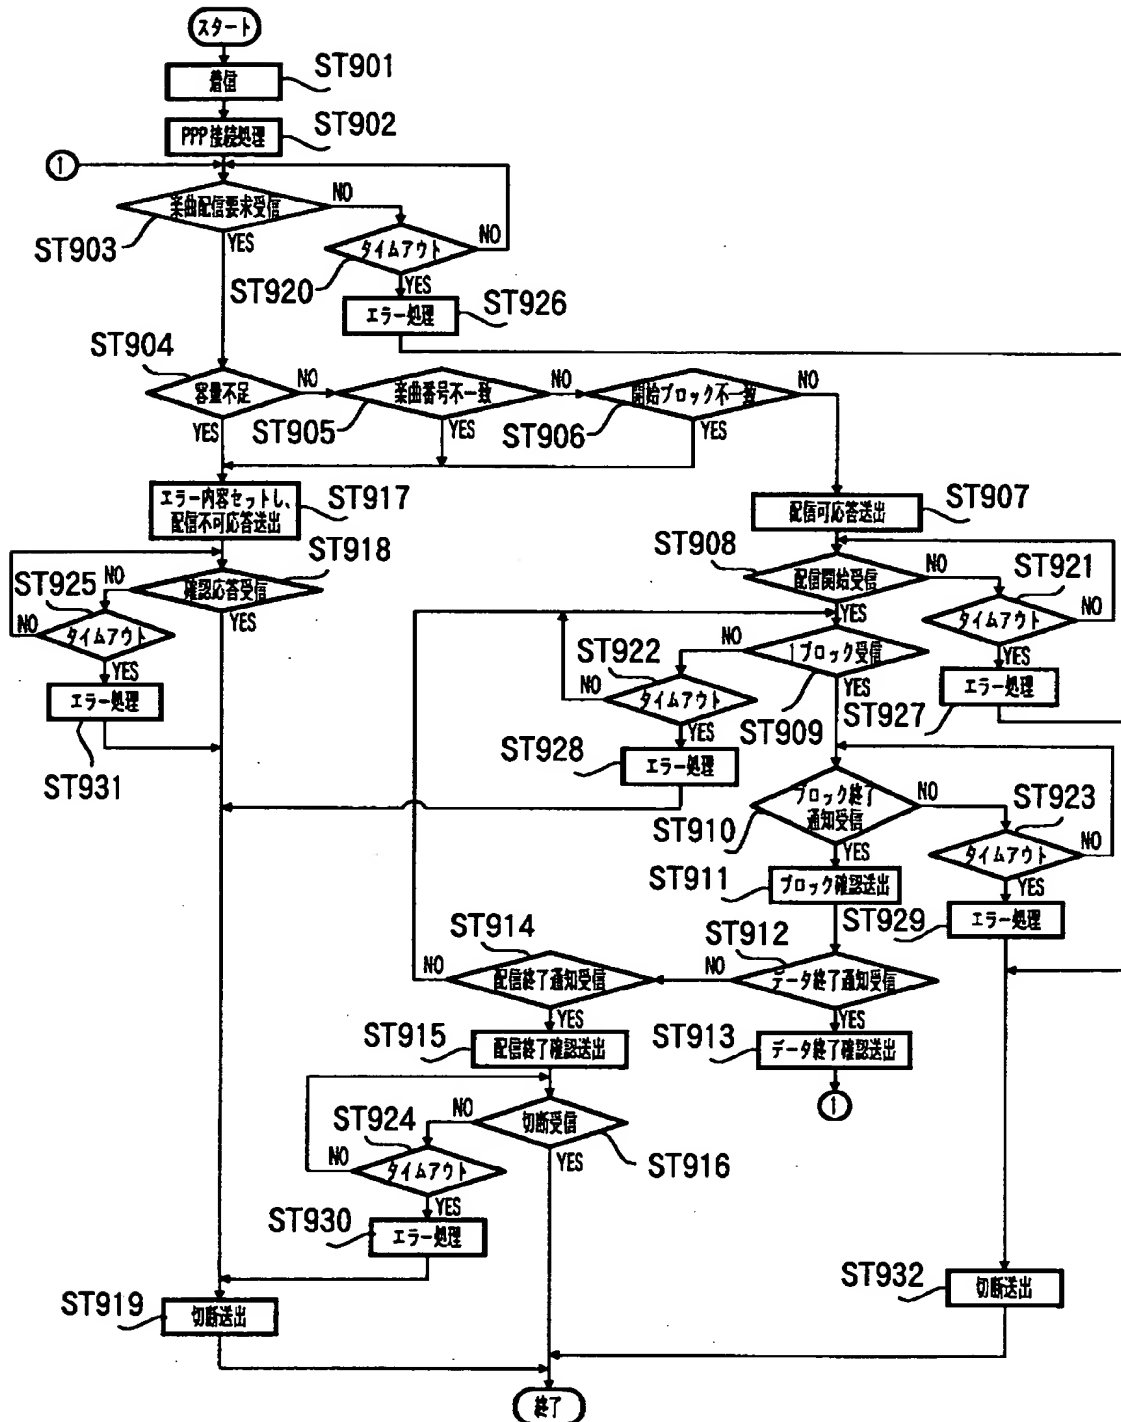 スタート
着信
ST901
PPP接続処理
ST902
①
楽曲配信要求受信
NO
YES
ST903
タイムアウト
NO
YES
ST920
エラー処理
ST926
ST904
容量不足
NO
YES
楽曲番号不一致
NO
YES
ST905
開始ブロック不一致
NO
YES
ST906
エラー内容セットし、
配信不可応答送出
ST917
配信可応答送出
ST907
ST918
確認応答受信
NO
YES
ST925
タイムアウト
NO
YES
エラー処理
ST931
ST908
配信開始受信
NO
YES
ST921
タイムアウト
NO
YES
エラー処理
ST927
1ブロック受信
NO
YES
ST909
ST922
タイムアウト
NO
YES
ST928
エラー処理
ブロック終了
通知受信
NO
YES
ST910
ST923
タイムアウト
NO
YES
ST911
ブロック確認送出
ST929
エラー処理
ST912
データ終了通知受信
NO
YES
ST914
配信終了通知受信
NO
YES
ST915
配信終了確認送出
ST913
データ終了確認送出
①
切断受信
NO
YES
ST916
ST924
タイムアウト
NO
YES
ST930
エラー処理
ST919
切断送出
ST932
切断送出
終了